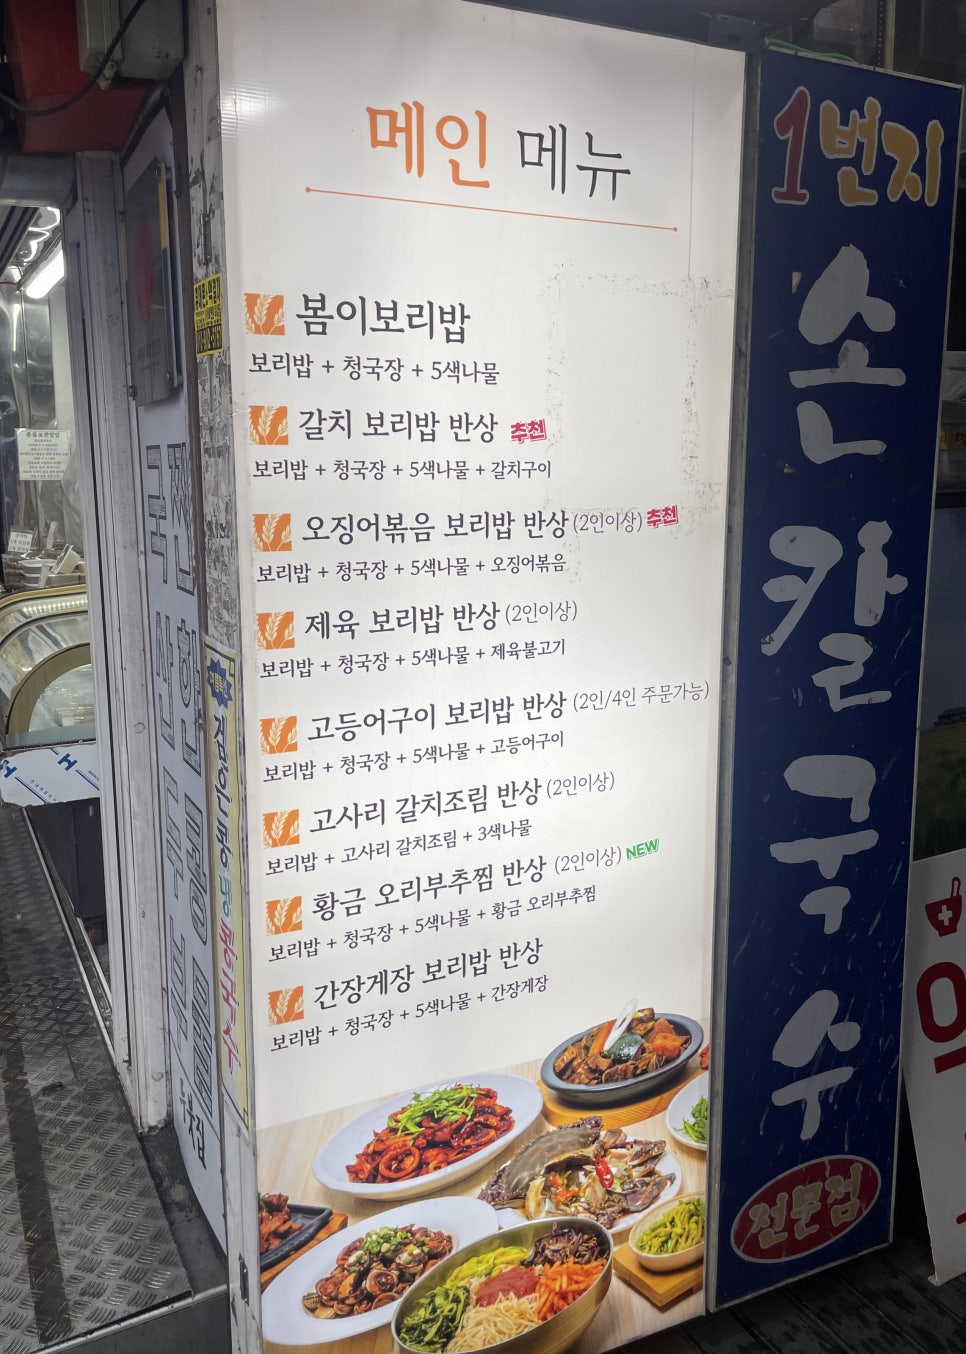 메인 메뉴
봄이보리밥
보리밥 + 청국장 + 5색나물
갈치 보리밥 반상 추천
보리밥 + 청국장 + 5색나물 + 갈치구이
오징어볶음 보리밥 반상 (2인이상) 추천
보리밥 + 청국장 + 5색나물 + 오징어볶음
제육 보리밥 반상 (2인이상)
보리밥 + 청국장 + 5색나물 + 제육불고기
고등어구이 보리밥 반상 (2인/4인 주문가능)
보리밥 + 청국장 + 5색나물 + 고등어구이
고사리 갈치조림 반상 (2인이상)
보리밥 + 고사리 갈치조림 + 3색나물
황금 오리부추찜 반상 (2인이상) NEW
보리밥 + 청국장 + 5색나물 + 황금 오리부추찜
간장게장 보리밥 반상
보리밥 + 청국장 + 5색나물 + 간장게장
1번지
손칼국수
전문점